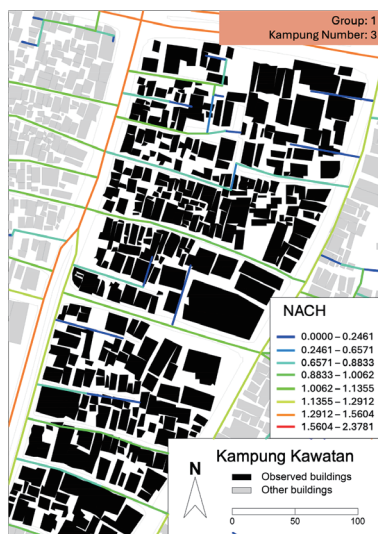 Group: 1
Kampung Number: 3
NACH
0.0000 – 0.2461
0.2461 – 0.6571
0.6571 – 0.8833
0.8833 – 1.0062
1.0062 – 1.1355
1.1355 – 1.2912
1.2912 – 1.5604
1.5604 – 2.3781
Kampung Kawatan
N
Observed buildings
Other buildings
0 50 100